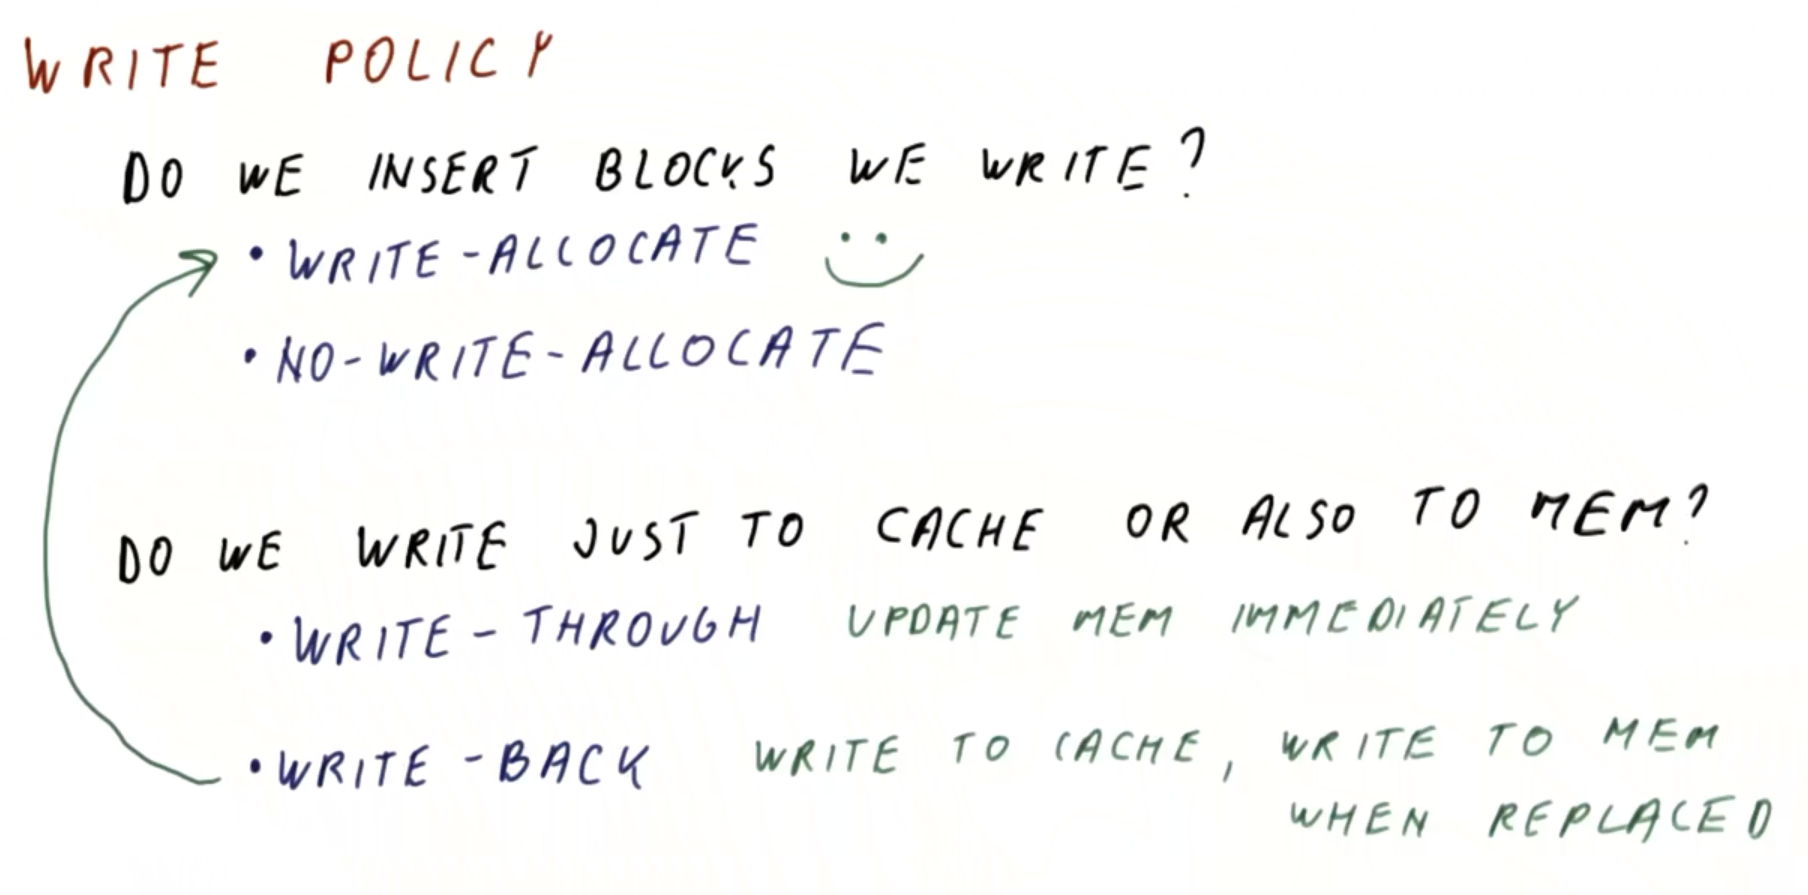 WRITE POLICY
DO WE INSERT BLOCKS WE WRITE?
• WRITE-ALLOCATE
• NO-WRITE-ALLOCATE
DO WE WRITE JUST TO CACHE OR ALSO TO MEM?
• WRITE-THROUGH UPDATE MEM IMMEDIATELY
• WRITE-BACK WRITE TO CACHE, WRITE TO MEM
WHEN REPLACED